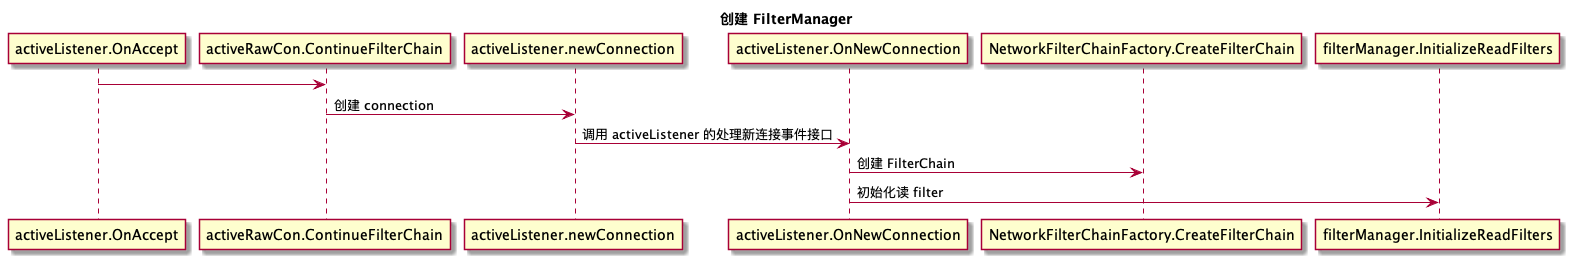 创建 FilterManager
activeListener.OnAccept
activeRawCon.ContinueFilterChain
activeListener.newConnection
activeListener.OnNewConnection
NetworkFilterChainFactory.CreateFilterChain
filterManager.InitializeReadFilters
创建 connection
调用 activeListener 的处理新连接事件接口
创建 FilterChain
初始化读 filter
activeListener.OnAccept
activeRawCon.ContinueFilterChain
activeListener.newConnection
activeListener.OnNewConnection
NetworkFilterChainFactory.CreateFilterChain
filterManager.InitializeReadFilters